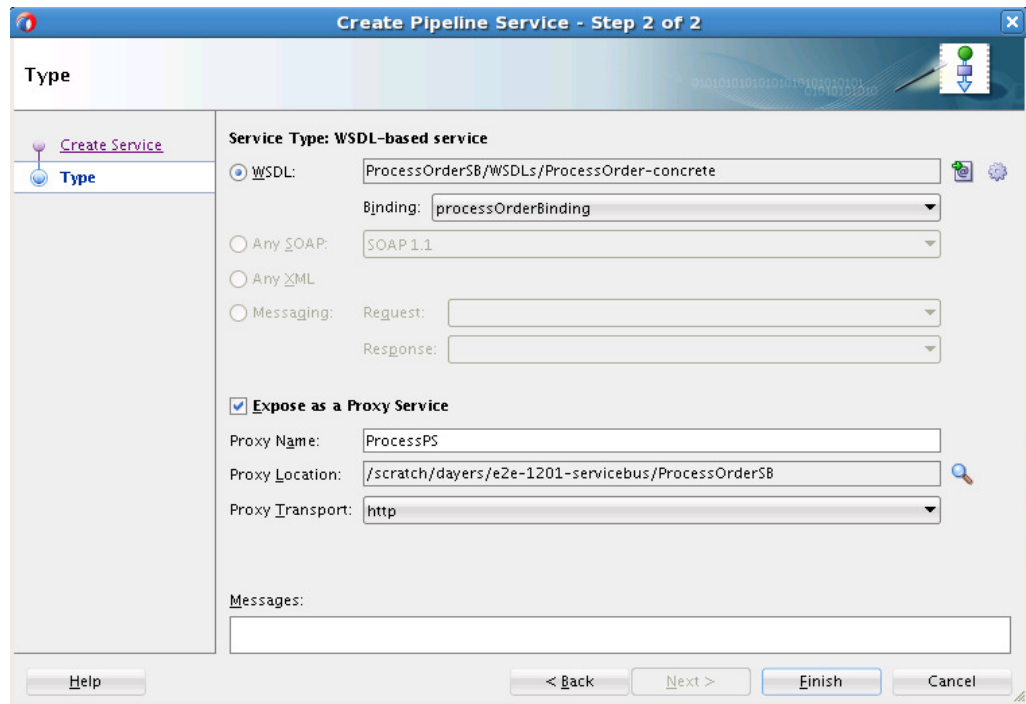 Create Pipeline Service - Step 2 of 2
Type
Create Service
Type
Service Type: WSDL-based service
WSDL: ProcessOrderSB/WSDLs/ProcessOrder-concrete
Binding: processOrderBinding
Any SOAP: SOAP 1.1
Any XML
Messaging: Request:
Response:
Expose as a Proxy Service
Proxy Name: ProcessPS
Proxy Location: /scratch/dayers/e2e-1201-servicebus/ProcessOrderSB
Proxy Transport: http
Messages:
Help < Back Next > Finish Cancel